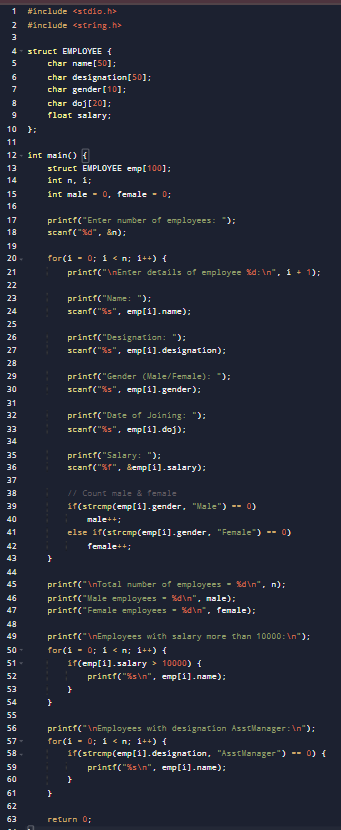 1 #include <stdio.h>
2 #include <string.h>
3
4 struct EMPLOYEE {
5     char name[50];
6     char designation[50];
7     char gender[10];
8     char doj[20];
9     float salary;
10 };
11
12 int main() {
13     struct EMPLOYEE emp[100];
14     int n, i;
15     int male = 0, female = 0;
16
17     printf("Enter number of employees: ");
18     scanf("%d", &n);
19
20     for(i = 0; i < n; i++) {
21         printf("\nEnter details of employee %d:\n", i + 1);
22
23         printf("Name: ");
24         scanf("%s", emp[i].name);
25
26         printf("Designation: ");
27         scanf("%s", emp[i].designation);
28
29         printf("Gender (Male/Female): ");
30         scanf("%s", emp[i].gender);
31
32         printf("Date of Joining: ");
33         scanf("%s", emp[i].doj);
34
35         printf("Salary: ");
36         scanf("%f", &emp[i].salary);
37
38         // Count male & female
39         if(strcmp(emp[i].gender, "Male") == 0)
40             male++;
41         else if(strcmp(emp[i].gender, "Female") == 0)
42             female++;
43     }
44
45     printf("\nTotal number of employees = %d\n", n);
46     printf("Male employees = %d\n", male);
47     printf("Female employees = %d\n", female);
48
49     printf("\nEmployees with salary more than 10000:\n");
50     for(i = 0; i < n; i++) {
51         if(emp[i].salary > 10000) {
52             printf("%s\n", emp[i].name);
53         }
54     }
55
56     printf("\nEmployees with designation AsstManager:\n");
57     for(i = 0; i < n; i++) {
58         if(strcmp(emp[i].designation, "AsstManager") == 0) {
59             printf("%s\n", emp[i].name);
60         }
61     }
62
63     return 0;